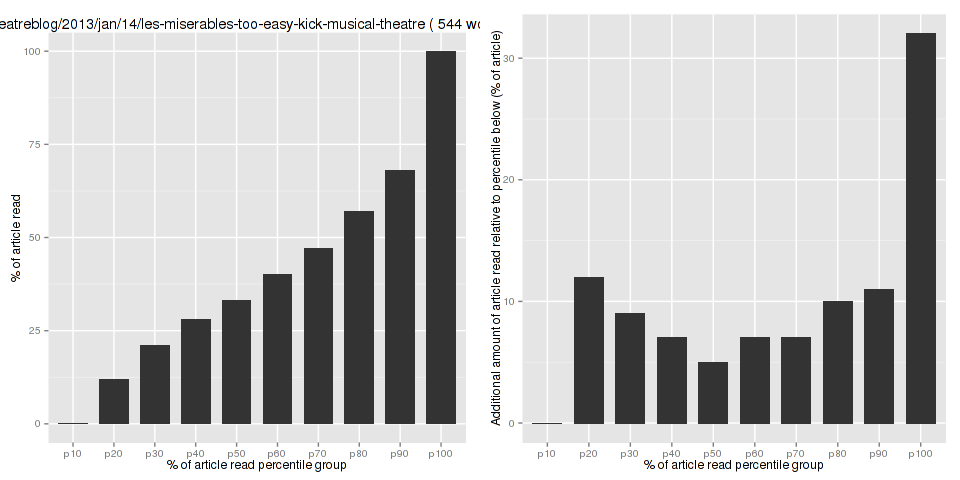 eatreblog/2013/jan/14/les-miserables-too-easy-kick-musical-theatre ( 544
% of article read
100
75
50
25
0
p10 p20 p30 p40 p50 p60 p70 p80 p90 p100
% of article read percentile group
Additional amount of article read relative to percentile below (% of article)
30
20
10
0
p10 p20 p30 p40 p50 p60 p70 p80 p90 p100
% of article read percentile group